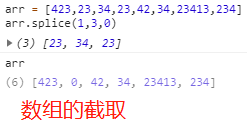 arr = [423,23,34,23,42,34,23413,234]
arr.splice(1,3,0)
▶ (3) [23, 34, 23]
arr
(6) [423, 0, 42, 34, 23413, 234]
数组的截取